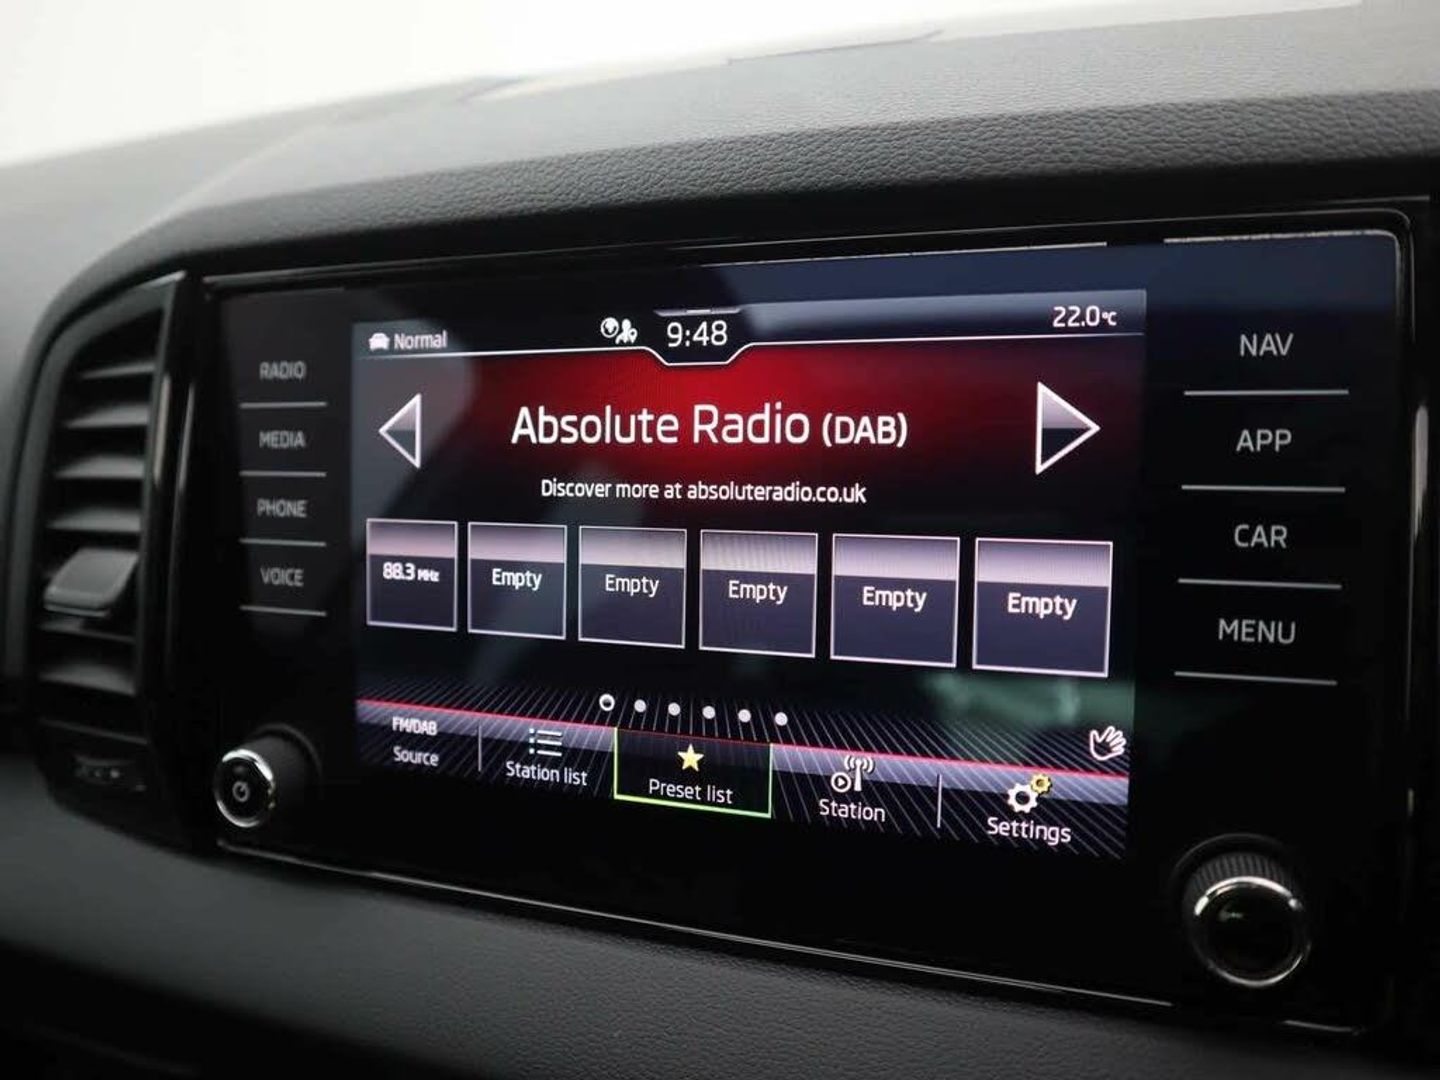 Normal
9:48
22.0°C
RADIO
MEDIA
PHONE
VOICE
NAV
APP
CAR
MENU
Absolute Radio (DAB)
Discover more at absoluteradio.co.uk
88.3 MHz
Empty
Empty
Empty
Empty
Empty
FM/DAB
Source
Station list
Preset list
Station
Settings